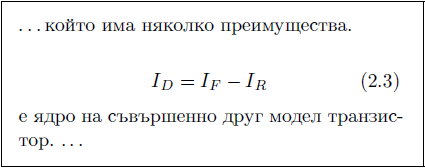 ...който има няколко преимущества.
I_D = I_F − I_R (2.3)
е ядро на съвършенно друг модел транзис-
тор. ...